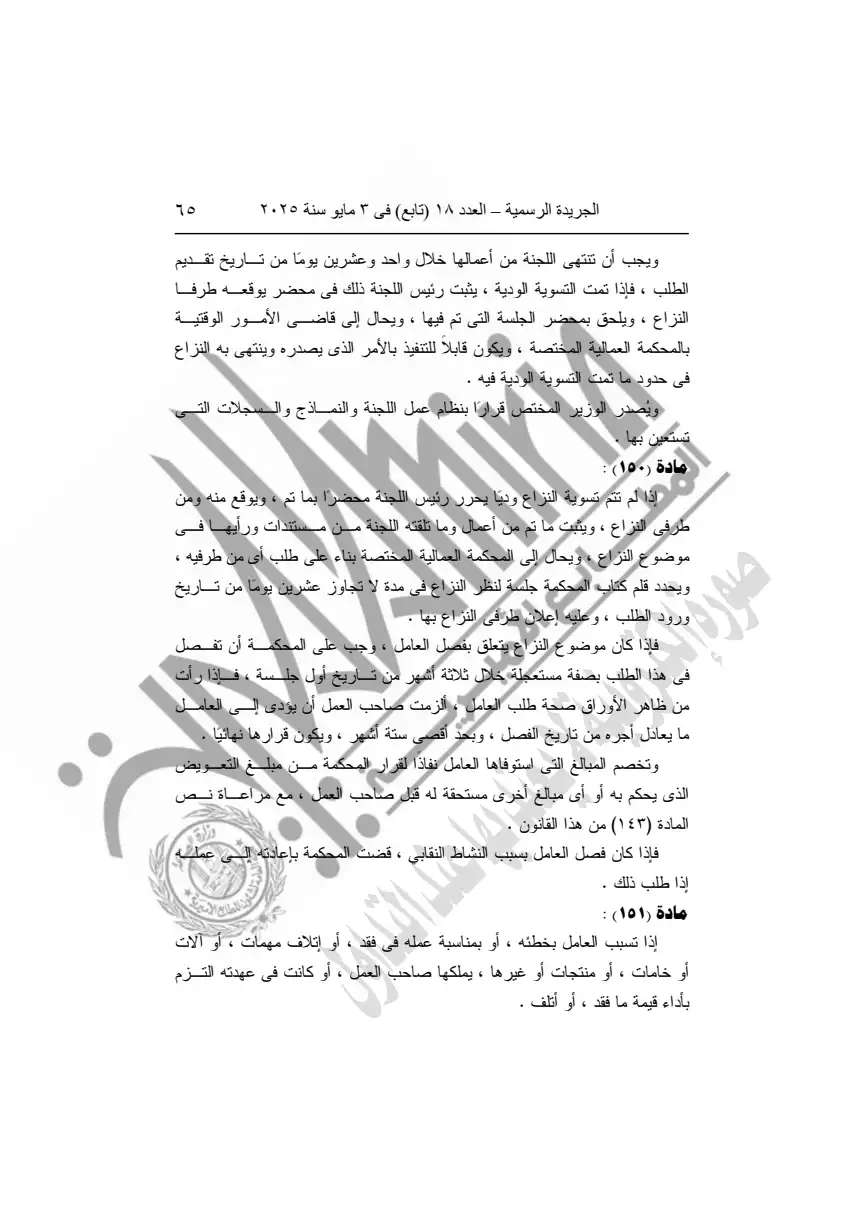 الجريدة الرسمية – العدد ١٨ (تابع) فى ٣ مايو سنة ٢٠٢٥ ٦٥
ويجب أن تنتهى اللجنة من أعمالها خلال واحد وعشرين يومًا من تاريخ تقديم
الطلب ، فإذا تمت التسوية الودية ، يثبت رئيس اللجنة ذلك فى محضر يوقعه طرفا
النزاع ، ويلحق بمحضر الجلسة التى تم فيها ، ويحال إلى قاضى الأمور الوقتية
بالمحكمة العمالية المختصة ، ويكون قابلاً للتنفيذ بالأمر الذى يصدره وينتهى به النزاع
فى حدود ما تمت التسوية الودية فيه .
ويُصدر الوزير المختص قرارًا بنظام عمل اللجنة والنماذج والسجلات التى
تستعين بها .
مادة (١٥٠) :
إذا لم تتم تسوية النزاع وديًا يحرر رئيس اللجنة محضرًا بما تم ، ويوقع منه ومن
طرفى النزاع ، ويثبت ما تم من أعمال وما تلقته اللجنة من مستندات ورأيها فى
موضوع النزاع ، ويحال إلى المحكمة العمالية المختصة بناء على طلب أى من طرفيه ،
ويحدد قلم كتاب المحكمة جلسة لنظر النزاع فى مدة لا تجاوز عشرين يومًا من تاريخ
ورود الطلب ، وعليه إعلان طرفى النزاع بها .
فإذا كان موضوع النزاع يتعلق بفصل العامل ، وجب على المحكمة أن تفصل
فى هذا الطلب بصفة مستعجلة خلال ثلاثة أشهر من تاريخ أول جلسة ، فإذا رأت
من ظاهر الأوراق صحة طلب العامل ، ألزمت صاحب العمل أن يؤدى إلى العامل
ما يعادل أجره من تاريخ الفصل ، وبحد أقصى ستة أشهر ، ويكون قرارها نهائيًا .
وتخصم المبالغ التى استوفاها العامل نفاذًا لقرار المحكمة من مبلغ التعويض
الذى يحكم به أو أى مبالغ أخرى مستحقة له قبل صاحب العمل ، مع مراعاة نص
المادة (١٤٣) من هذا القانون .
فإذا كان فصل العامل بسبب النشاط النقابي ، قضت المحكمة بإعادته إلى عمله
إذا طلب ذلك .
مادة (١٥١) :
إذا تسبب العامل بخطئه ، أو بمناسبة عمله فى فقد ، أو إتلاف مهمات ، أو آلات
أو خامات ، أو منتجات أو غيرها ، يملكها صاحب العمل ، أو كانت فى عهدته التزم
بأداء قيمة ما فقد ، أو أتلف .